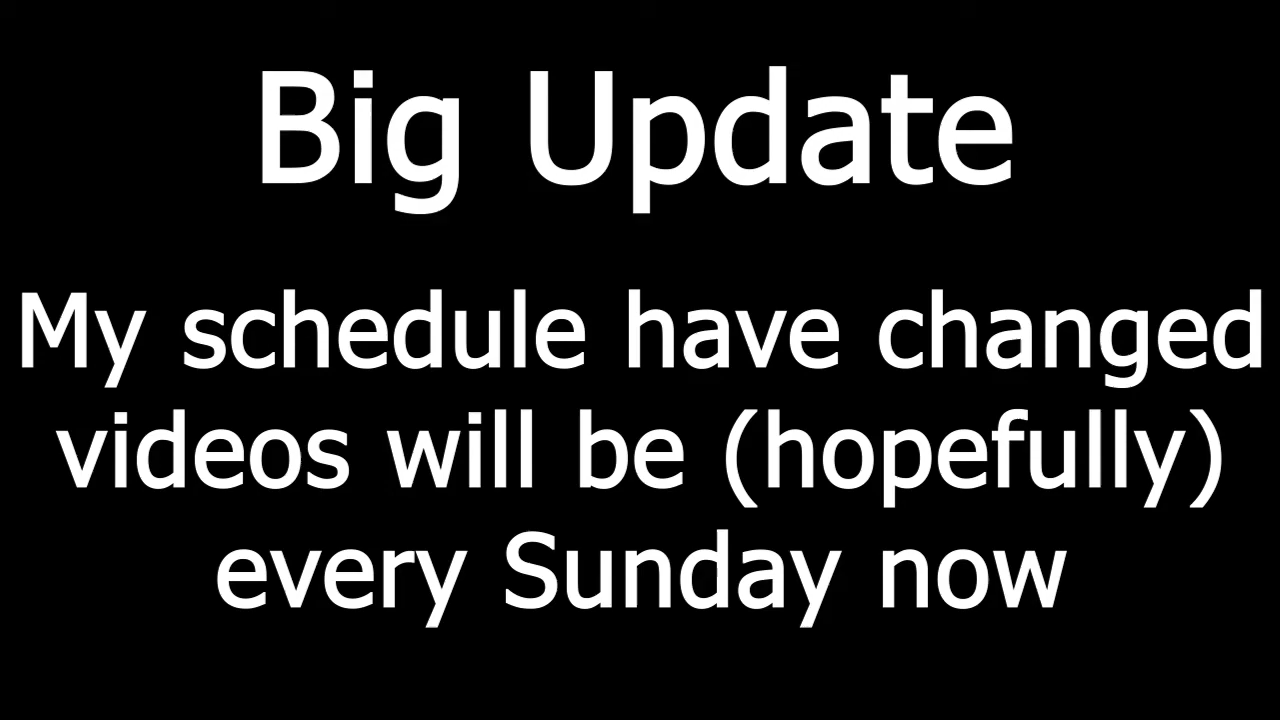 Big Update
My schedule have changed
videos will be (hopefully)
every Sunday now